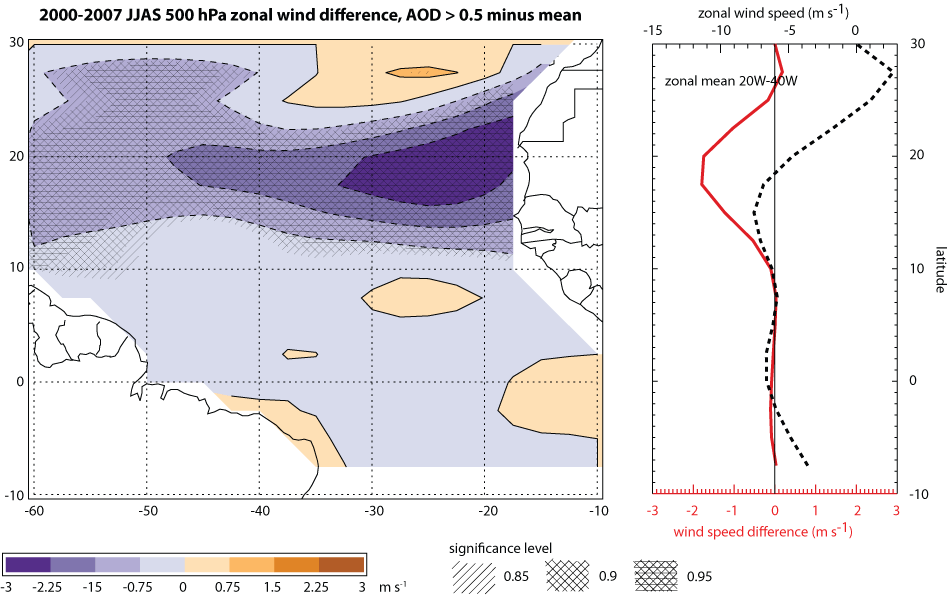 2000-2007 JJAS 500 hPa zonal wind difference, AOD > 0.5 minus mean
30
20
10
0
-10
-60 -50 -40 -30 -20 -10
-3 -2.25 -15 -0.75 0 0.75 1.5 2.25 3 m s-1
significance level
0.85 0.9 0.95
zonal wind speed (m s-1)
-15 -10 -5 0
zonal mean 20W-40W
30
20
10
0
-10
latitude
-3 -2 -1 0 1 2 3
wind speed difference (m s-1)